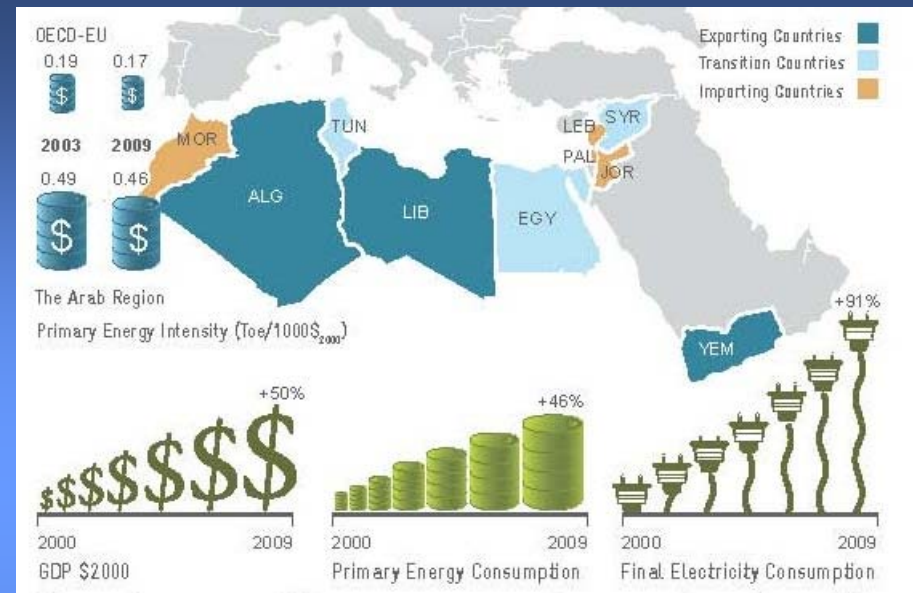 OECD-EU
0.19 0.17
$ $
2003 2009
0.49 0.46
$ $
The Arab Region
Primary Energy Intensity (Toe/1000$2000)
Exporting Countries
Transition Countries
Importing Countries
MOR
ALG
TUN
LIB
EGY
LEB
SYR
PAL
JOR
YEM
+50%
$$$$$$$
2000 2009
GDP $2000
+46%
2000 2009
Primary Energy Consumption
+91%
2000 2009
Final Electricity Consumption